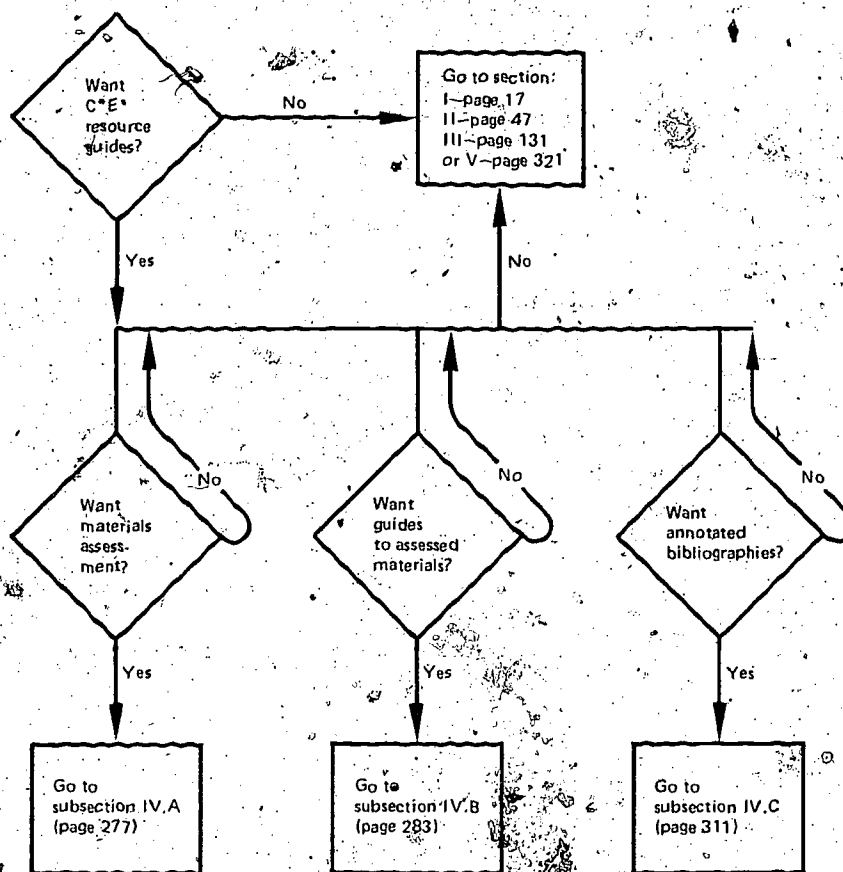 Want
C*E*
resource
guides?
No
Go to section:
I—page 17
II—page 47
III—page 131
or V—page 321
Yes
No
Want
materials
assess-
ment?
No
Want
guides
to assessed
materials?
No
Want
annotated
bibliographies?
No
Yes
Yes
Yes
Go to
subsection IV.A
(page 277)
Go to
subsection IV.B
(page 283)
Go to
subsection IV.C
(page 311)